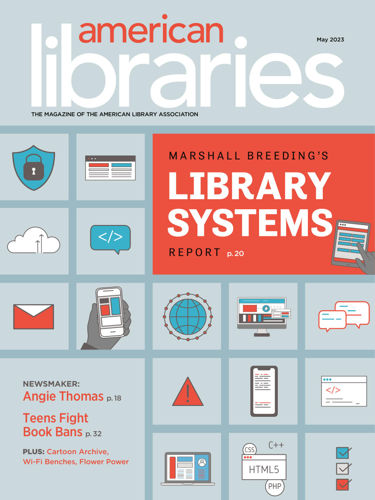 american
libraries
May 2023
THE MAGAZINE OF THE AMERICAN LIBRARY ASSOCIATION
MARSHALL BREEDING'S
LIBRARY
SYSTEMS
REPORT p. 20
</>
</>
NEWSMAKER:
Angie Thomas p. 18
Teens Fight
Book Bans p. 32
PLUS: Cartoon Archive,
Wi-Fi Benches, Flower Power
CSS
C++
HTML5
PHP